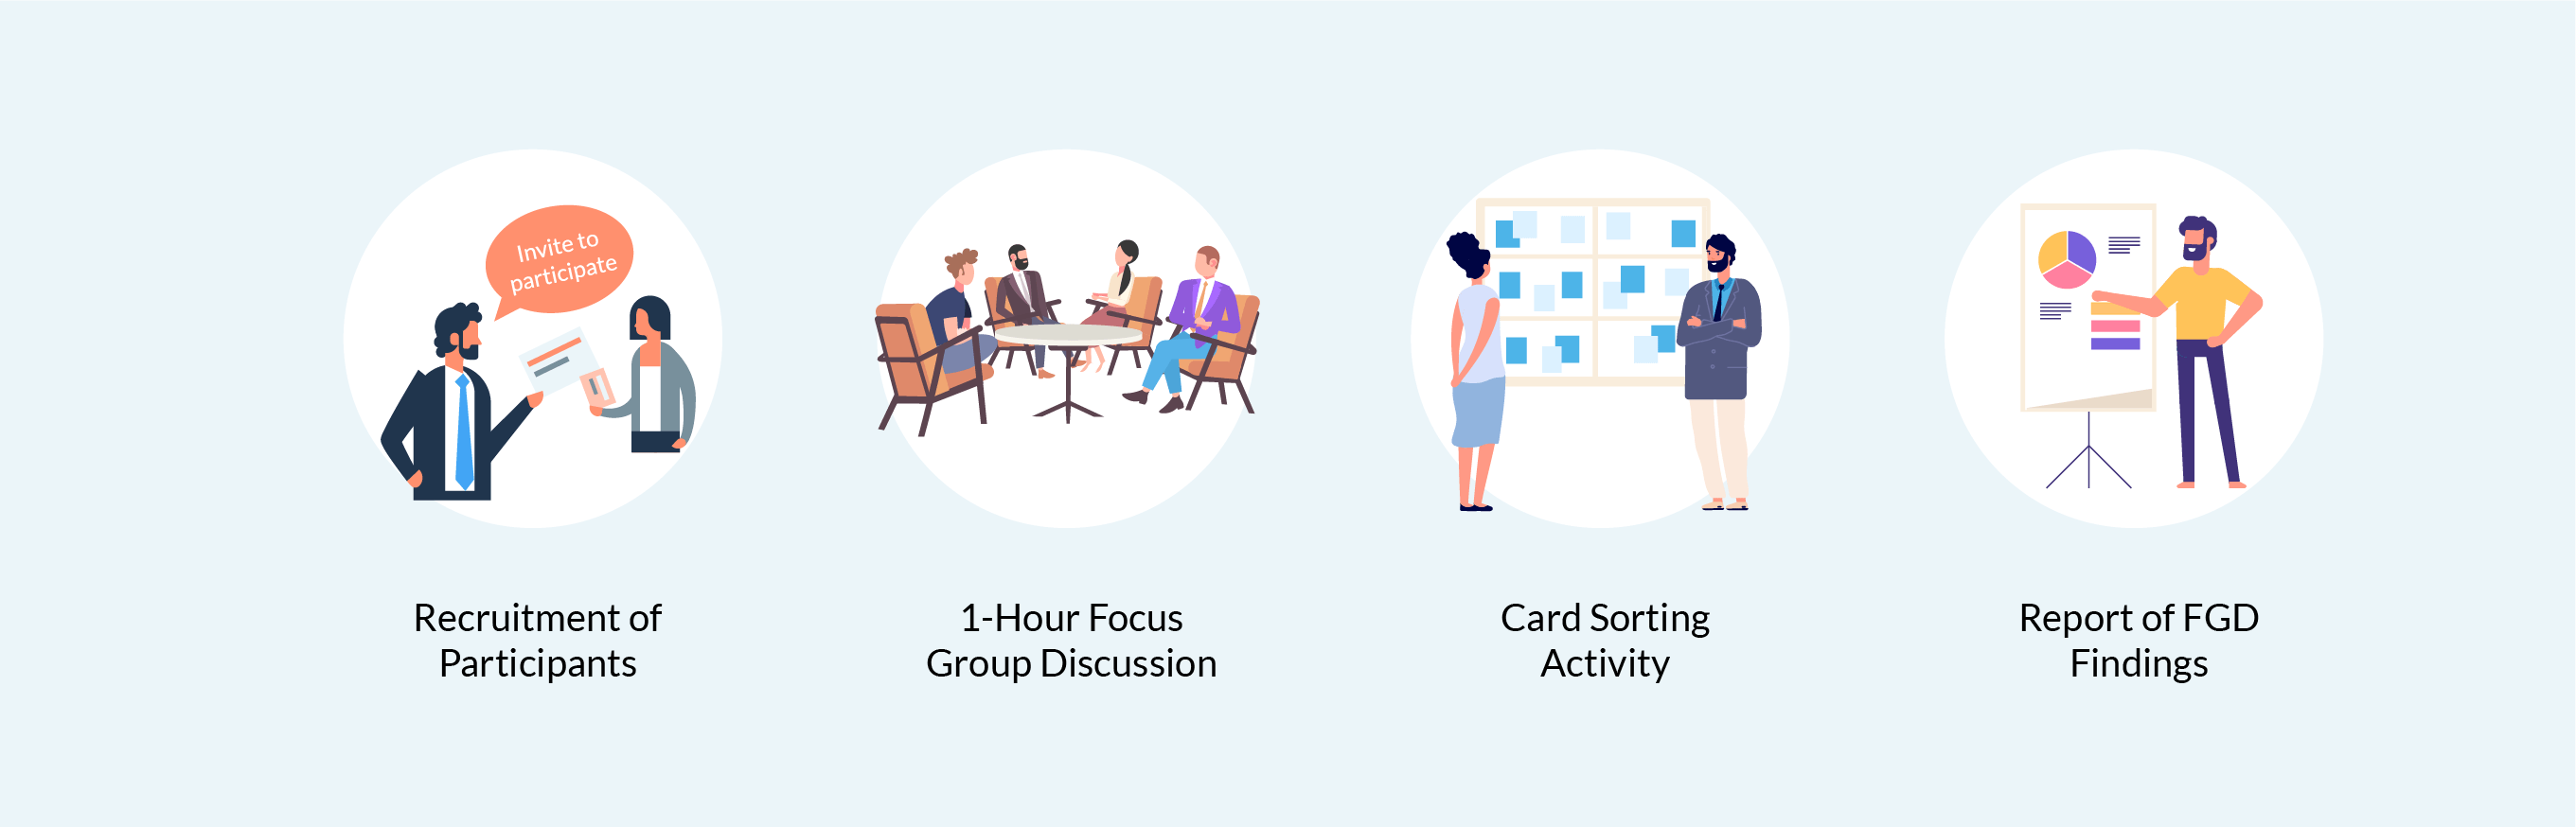 Invite to
participate
Recruitment of
Participants
1-Hour Focus
Group Discussion
Card Sorting
Activity
Report of FGD
Findings